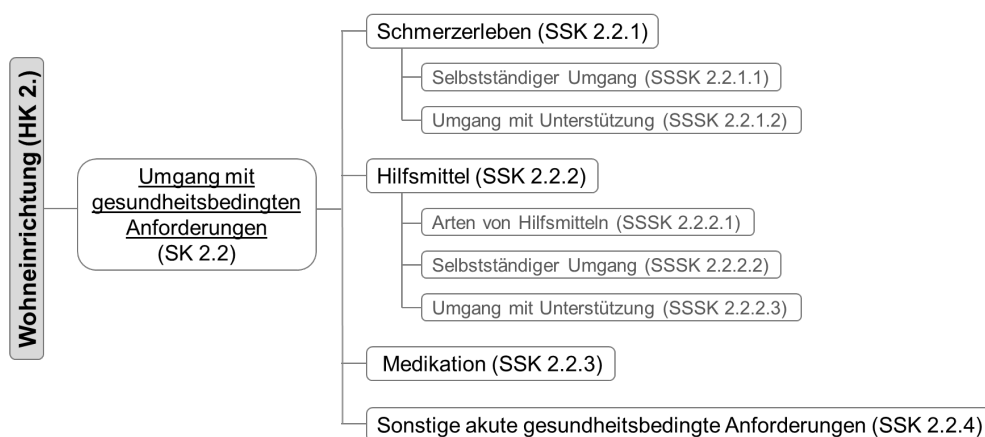 Wohneinrichtung (HK 2.)
Umgang mit
gesundheitsbedingten
Anforderungen
(SK 2.2)
Schmerzerleben (SSK 2.2.1)
Selbstständiger Umgang (SSSK 2.2.1.1)
Umgang mit Unterstützung (SSSK 2.2.1.2)
Hilfsmittel (SSK 2.2.2)
Arten von Hilfsmitteln (SSSK 2.2.2.1)
Selbstständiger Umgang (SSSK 2.2.2.2)
Umgang mit Unterstützung (SSSK 2.2.2.3)
Medikation (SSK 2.2.3)
Sonstige akute gesundheitsbedingte Anforderungen (SSK 2.2.4)